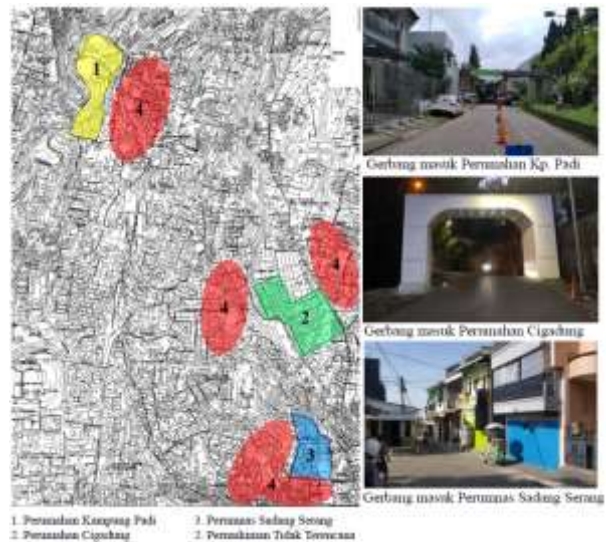 1
4
4
4
2
3
4
Gerbang masuk Perumahan Kp. Padi
Gerbang masuk Perumahan Cigadung
Gerbang masuk Perumnas Sadang Serang
1. Perumahan Kampung Padi
3. Perumnas Sadang Serang
2. Perumahan Cigadung
2. Permukiman Tidak Terencana